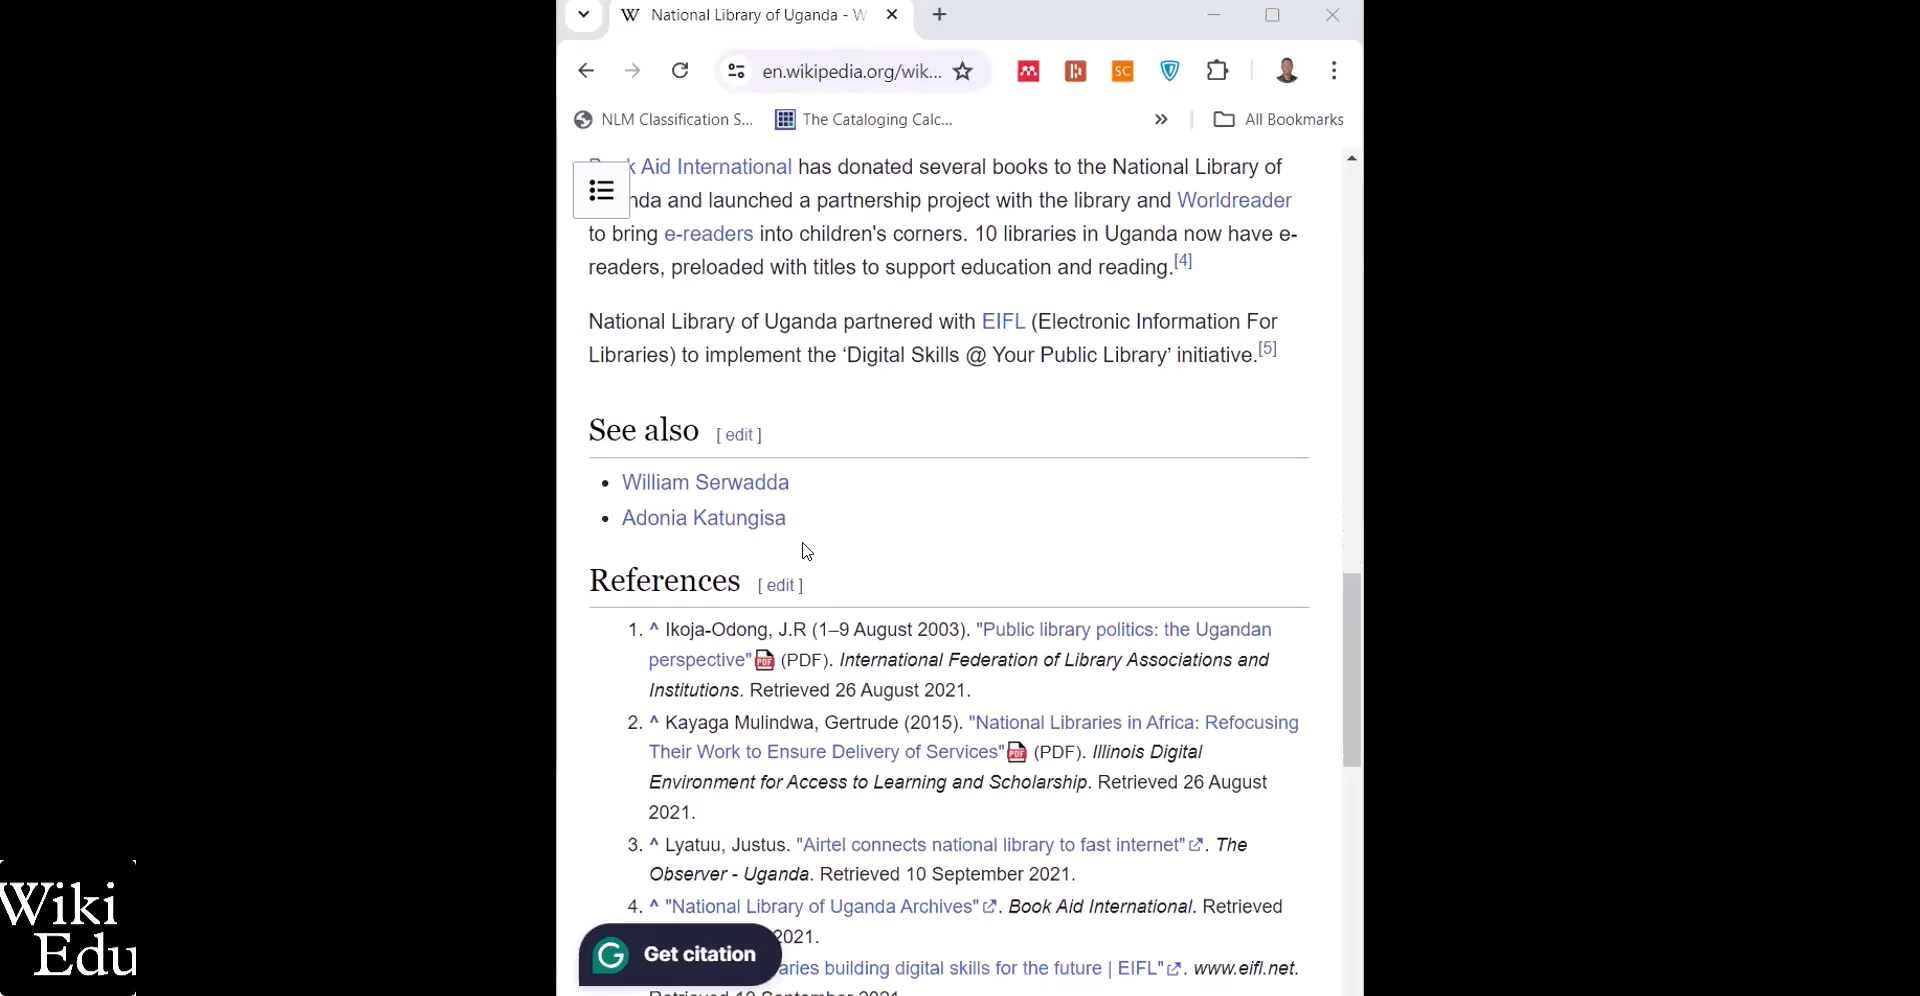 National Library of Uganda - W
en.wikipedia.org/wik...
SC
NLM Classification S...
The Cataloging Calc...
All Bookmarks
Aid International has donated several books to the National Library of
and launched a partnership project with the library and Worldreader
to bring e-readers into children's corners. 10 libraries in Uganda now have e-
readers, preloaded with titles to support education and reading.[4]
National Library of Uganda partnered with EIFL (Electronic Information For
Libraries) to implement the ‘Digital Skills @ Your Public Library’ initiative.[5]
See also [ edit ]
• William Serwadda
• Adonia Katungisa
References [ edit ]
1. ^ Ikoja-Odong, J.R (1–9 August 2003). "Public library politics: the Ugandan
perspective" (PDF). International Federation of Library Associations and
Institutions. Retrieved 26 August 2021.
2. ^ Kayaga Mulindwa, Gertrude (2015). "National Libraries in Africa: Refocusing
Their Work to Ensure Delivery of Services" (PDF). Illinois Digital
Environment for Access to Learning and Scholarship. Retrieved 26 August
2021.
3. ^ Lyatuu, Justus. "Airtel connects national library to fast internet". The
Observer - Uganda. Retrieved 10 September 2021.
4. ^ "National Library of Uganda Archives". Book Aid International. Retrieved
2021.
Get citation
building digital skills for the future | EIFL". www.eifl.net.
Wiki
Edu